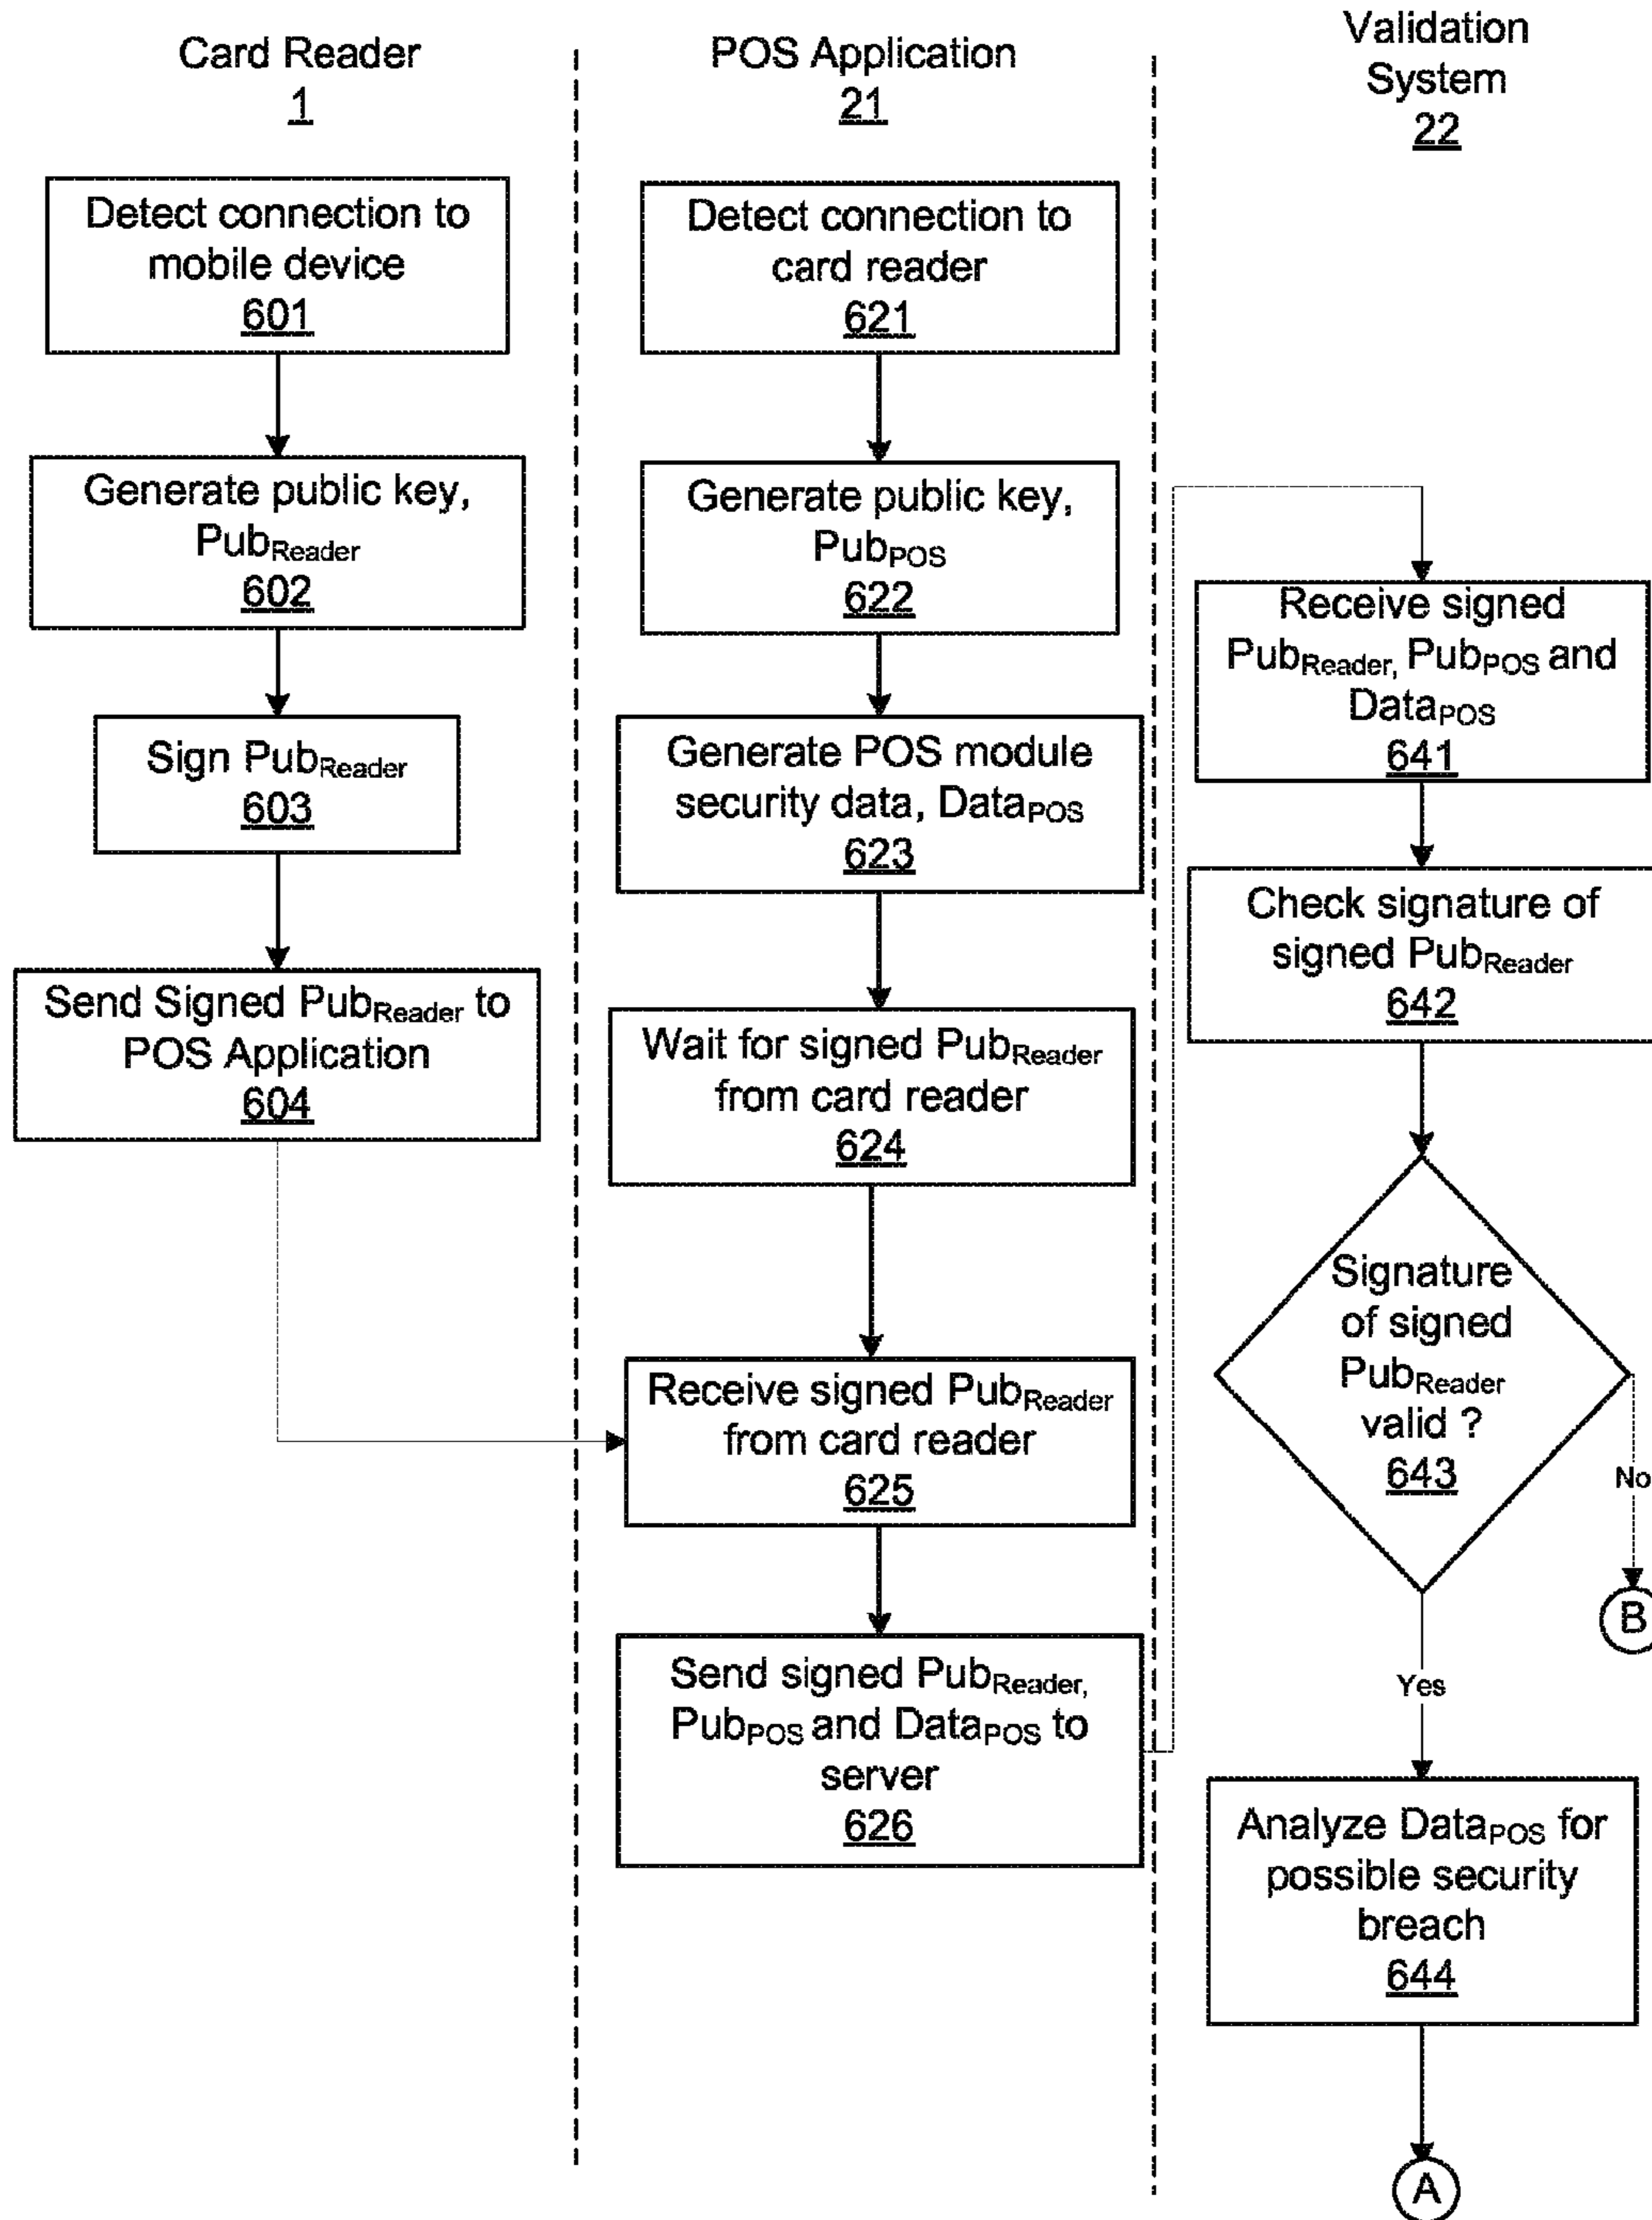 Card Reader
1
Detect connection to
mobile device
601
Generate public key,
PubReader
602
Sign PubReader
603
Send Signed PubReader to
POS Application
604
POS Application
21
Detect connection to
card reader
621
Generate public key,
PubPOS
622
Generate POS module
security data, DataPOS
623
Wait for signed PubReader
from card reader
624
Receive signed PubReader
from card reader
625
Send signed PubReader,
PubPOS and DataPOS to
server
626
Validation
System
22
Receive signed
PubReader, PubPOS and
DataPOS
641
Check signature of
signed PubReader
642
Signature
of signed
PubReader
valid ?
643
No
B
Yes
Analyze DataPOS for
possible security
breach
644
A